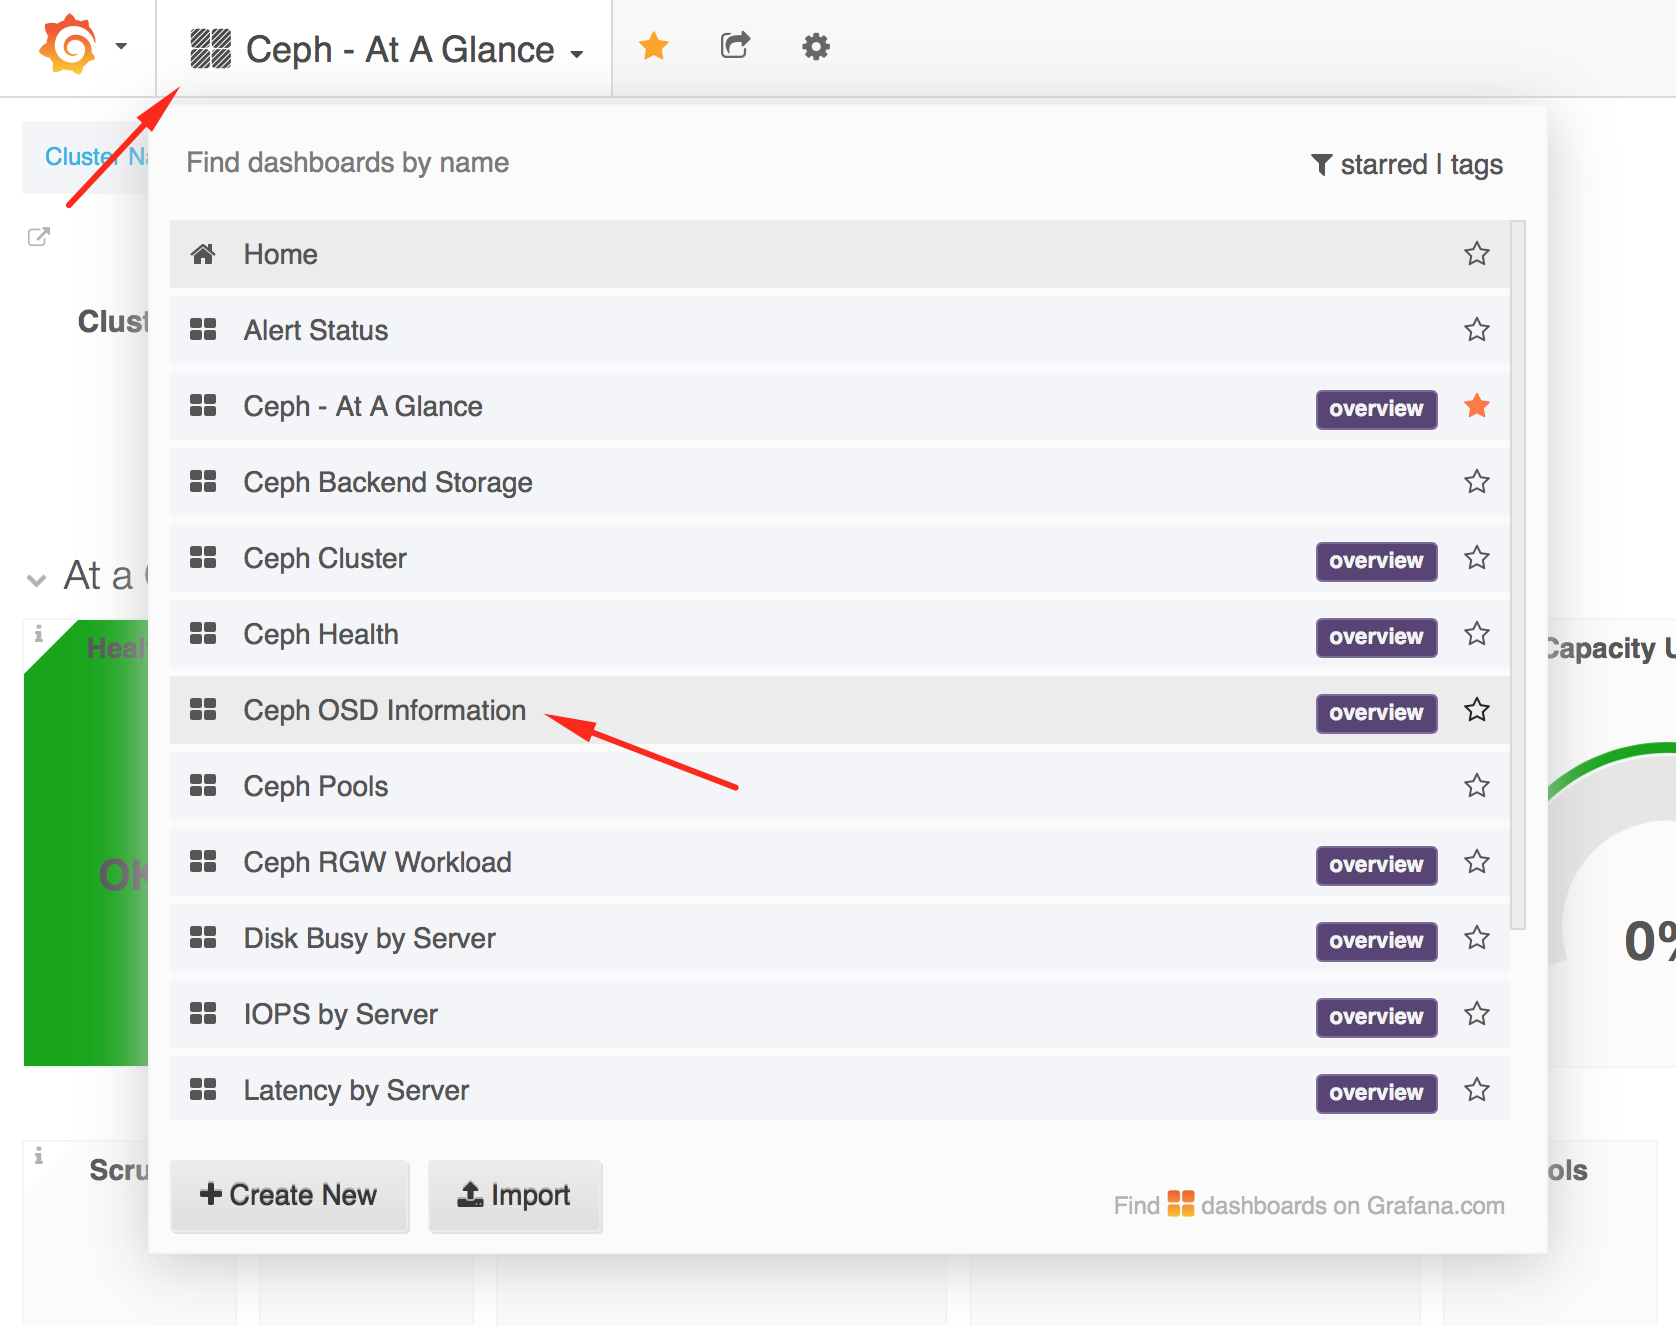 Ceph - At A Glance
Cluster Na
Find dashboards by name
starred | tags
Home
Clust
Alert Status
Ceph - At A Glance
overview
Ceph Backend Storage
Ceph Cluster
overview
At a
Ceph Health
overview
Heal
Capacity U
Ceph OSD Information
overview
Ceph Pools
Ceph RGW Workload
overview
OK
Disk Busy by Server
overview
0%
IOPS by Server
overview
Latency by Server
overview
Scru
ols
Create New
Import
Find dashboards on Grafana.com